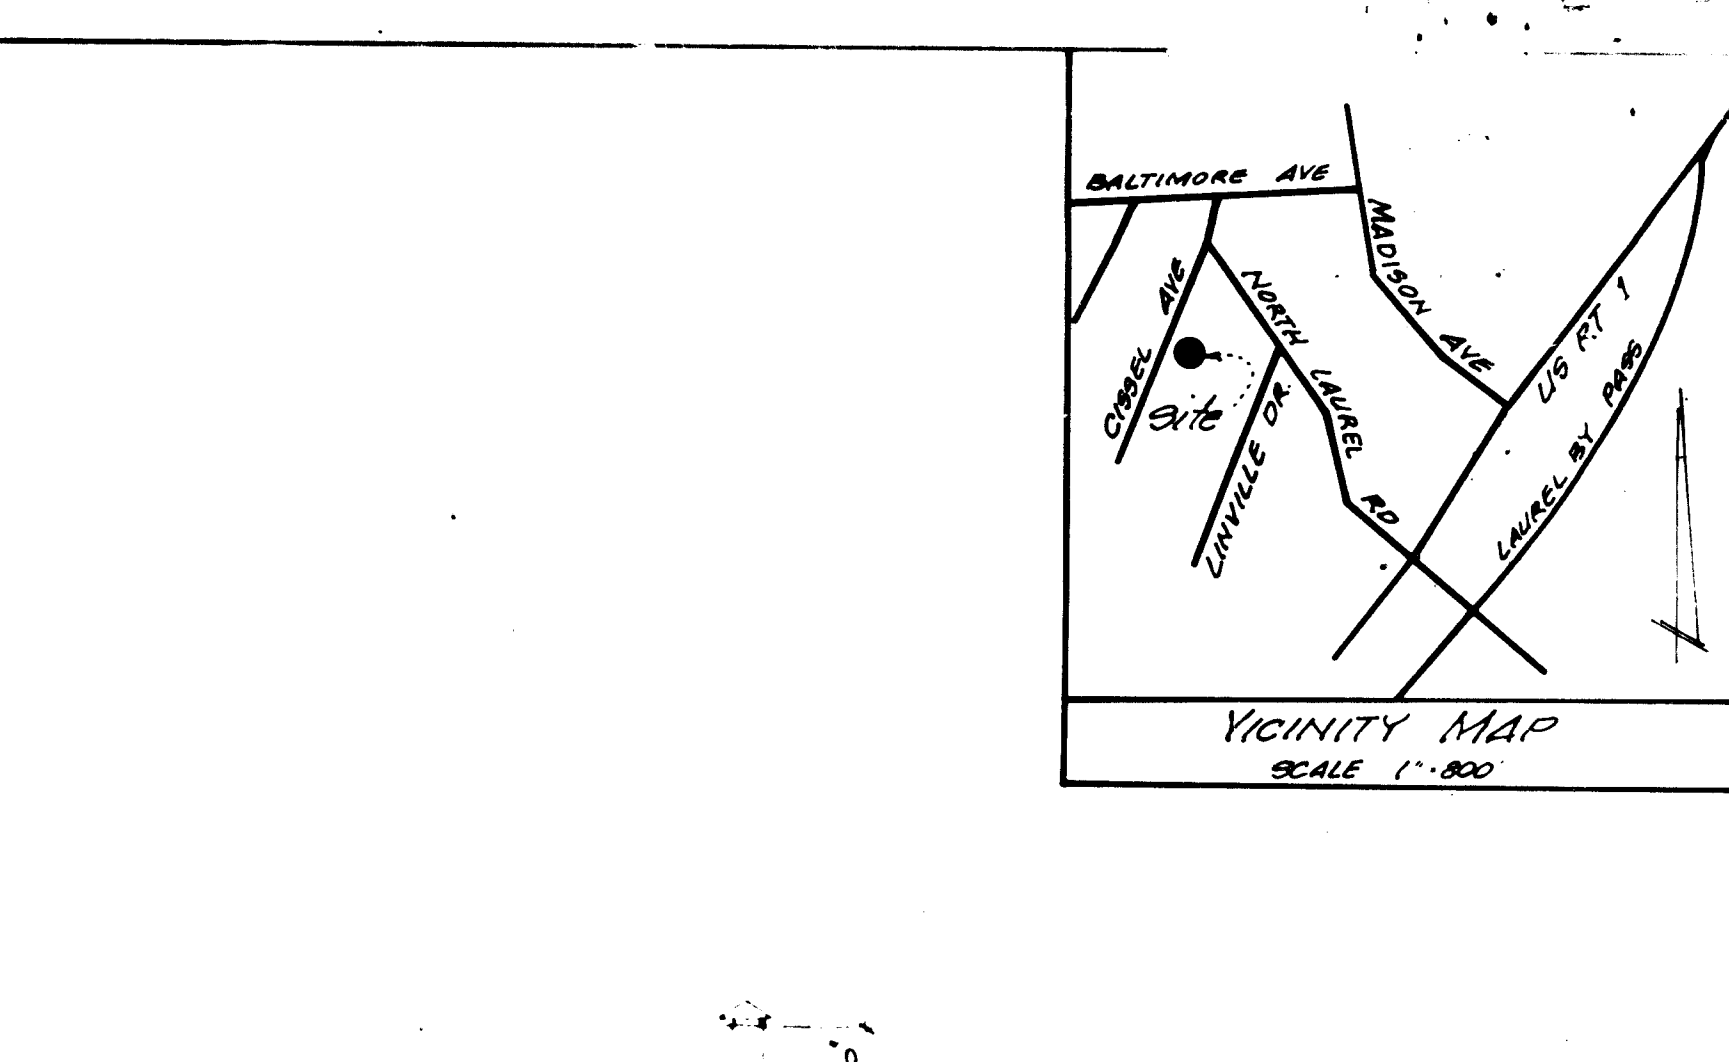 BALTIMORE AVE
MADISON AVE
CISSEL AVE
NORTH LAUREL RD
US RT 1
Site
LINVILLE DR.
LAUREL BY PASS
VICINITY MAP
SCALE 1"=800'